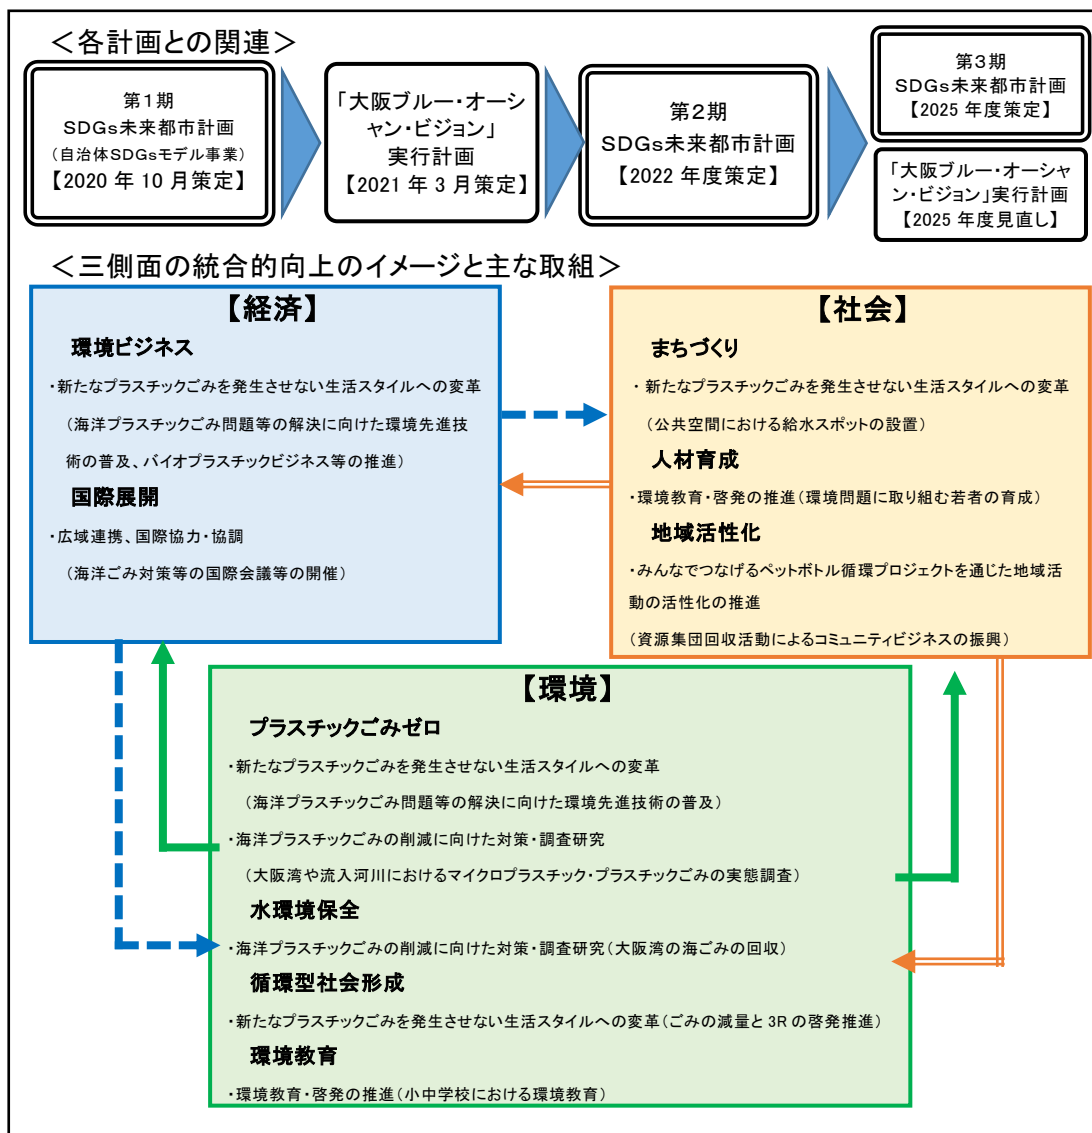 ＜各計画との関連＞
第１期
SDGs未来都市計画
（自治体SDGsモデル事業）
【2020 年 10 月策定】
「大阪ブルー・オーシ
ャン・ビジョン」
実行計画
【2021 年 3 月策定】
第２期
SDGs未来都市計画
【2022 年度策定】
第３期
SDGs未来都市計画
【2025 年度策定】
「大阪ブルー・オーシャ
ン・ビジョン」実行計画
【2025 年度見直し】
＜三側面の統合的向上のイメージと主な取組＞
【経済】
環境ビジネス
・新たなプラスチックごみを発生させない生活スタイルへの変革
（海洋プラスチックごみ問題等の解決に向けた環境先進技
術の普及、バイオプラスチックビジネス等の推進）
国際展開
・広域連携、国際協力・協調
（海洋ごみ対策等の国際会議等の開催）
【社会】
まちづくり
・新たなプラスチックごみを発生させない生活スタイルへの変革
（公共空間における給水スポットの設置）
人材育成
・環境教育・啓発の推進（環境問題に取り組む若者の育成）
地域活性化
・みんなでつなげるペットボトル循環プロジェクトを通じた地域活
動の活性化の推進
（資源集団回収活動によるコミュニティビジネスの振興）
【環境】
プラスチックごみゼロ
・新たなプラスチックごみを発生させない生活スタイルへの変革
（海洋プラスチックごみ問題等の解決に向けた環境先進技術の普及）
・海洋プラスチックごみの削減に向けた対策・調査研究
（大阪湾や流入河川におけるマイクロプラスチック・プラスチックごみの実態調査）
水環境保全
・海洋プラスチックごみの削減に向けた対策・調査研究（大阪湾の海ごみの回収）
循環型社会形成
・新たなプラスチックごみを発生させない生活スタイルへの変革（ごみの減量と 3R の啓発推進）
環境教育
・環境教育・啓発の推進（小中学校における環境教育）